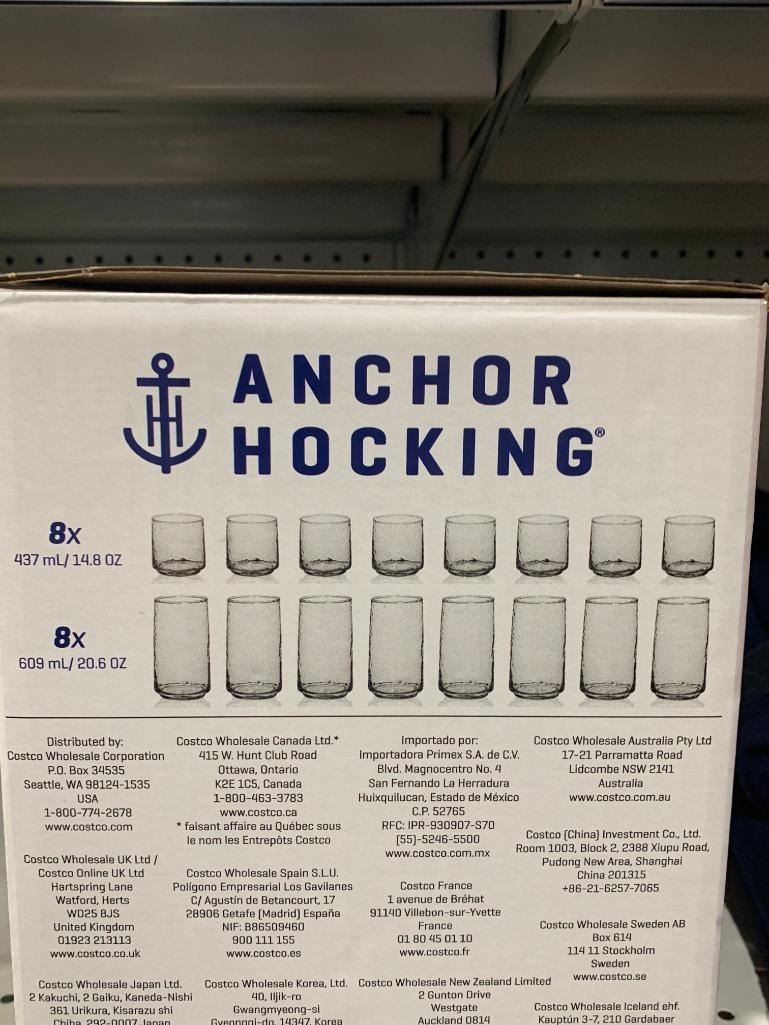 ANCHOR
HOCKING®
8x
437 mL/ 14.8 OZ
8x
609 mL/ 20.6 OZ
Distributed by:
Costco Wholesale Corporation
P.O. Box 34535
Seattle, WA 98124-1535
USA
1-800-774-2678
www.costco.com
Costco Wholesale UK Ltd /
Costco Online UK Ltd
Hartspring Lane
Watford, Herts
WD25 8JS
United Kingdom
01923 213113
www.costco.co.uk
Costco Wholesale Japan Ltd.
2 Kakuchi, 2 Gaiku, Kaneda-Nishi
361 Urikura, Kisarazu shi
Chiba, 292-0007 Japan
Costco Wholesale Canada Ltd.*
415 W. Hunt Club Road
Ottawa, Ontario
K2E 1C5, Canada
1-800-463-3783
www.costco.ca
* faisant affaire au Québec sous
le nom les Entrepôts Costco
Costco Wholesale Spain S.L.U.
Polígono Empresarial Los Gavilanes
C/ Agustín de Betancourt, 17
28906 Getafe (Madrid) España
NIF: B86509460
900 111 155
www.costco.es
Costco Wholesale Korea, Ltd.
40, Iljik-ro
Gwangmyeong-si
Gyeonggi-do, 14347, Korea
Importado por:
Importadora Primex S.A. de C.V.
Blvd. Magnocentro No. 4
San Fernando La Herradura
Huixquilucan, Estado de México
C.P. 52765
RFC: IPR-930907-S70
(55)-5246-5500
www.costco.com.mx
Costco France
1 avenue de Bréhat
91140 Villebon-sur-Yvette
France
01 80 45 01 10
www.costco.fr
Costco Wholesale New Zealand Limited
2 Gunton Drive
Westgate
Auckland 0814
Costco Wholesale Australia Pty Ltd
17-21 Parramatta Road
Lidcombe NSW 2141
Australia
www.costco.com.au
Costco (China) Investment Co., Ltd.
Room 1003, Block 2, 2388 Xiupu Road,
Pudong New Area, Shanghai
China 201315
+86-21-6257-7065
Costco Wholesale Sweden AB
Box 614
114 11 Stockholm
Sweden
www.costco.se
Costco Wholesale Iceland ehf.
Kauptún 3-7, 210 Gardabaer